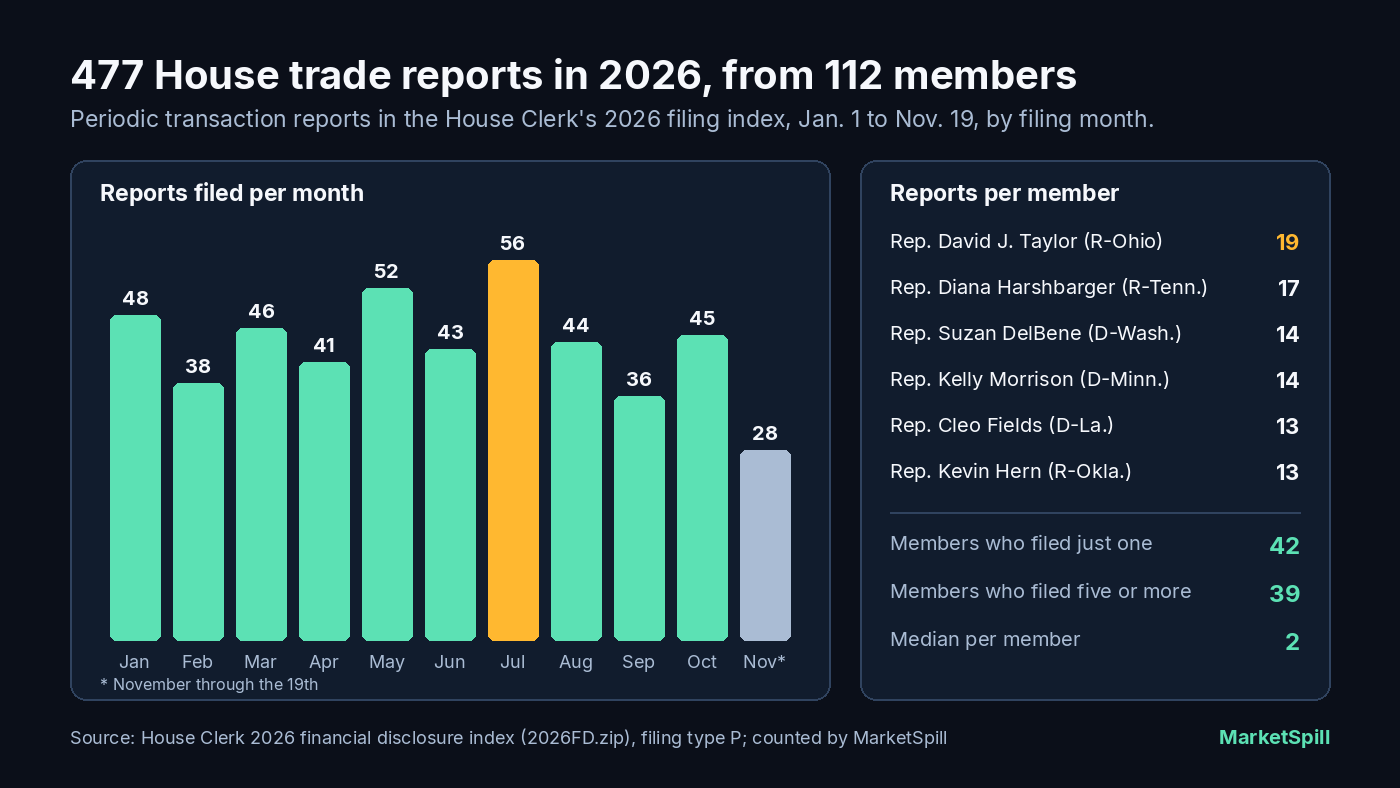 477 House trade reports in 2026, from 112 members
Periodic transaction reports in the House Clerk's 2026 filing index, Jan. 1 to Nov. 19, by filing month.
Reports filed per month
48
38
46
41
52
43
56
44
36
45
28
Jan
Feb
Mar
Apr
May
Jun
Jul
Aug
Sep
Oct
Nov*
* November through the 19th
Reports per member
Rep. David J. Taylor (R-Ohio) 19
Rep. Diana Harshbarger (R-Tenn.) 17
Rep. Suzan DelBene (D-Wash.) 14
Rep. Kelly Morrison (D-Minn.) 14
Rep. Cleo Fields (D-La.) 13
Rep. Kevin Hern (R-Okla.) 13
Members who filed just one 42
Members who filed five or more 39
Median per member 2
Source: House Clerk 2026 financial disclosure index (2026FD.zip), filing type P; counted by MarketSpill
MarketSpill